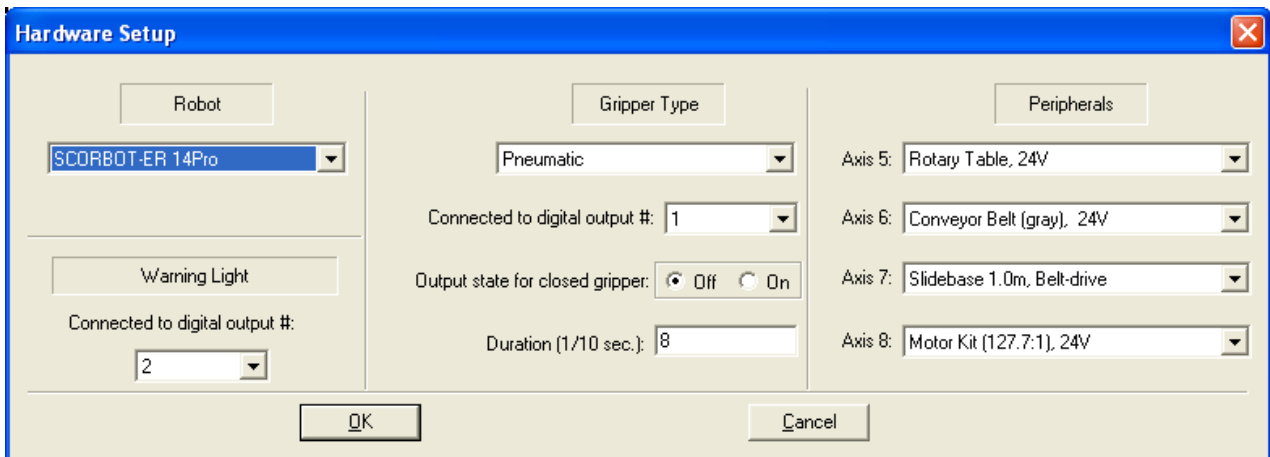 Hardware Setup
Robot
SCORBOT-ER 14Pro
Warning Light
Connected to digital output #:
2
Gripper Type
Pneumatic
Connected to digital output #: 1
Output state for closed gripper: Off On
Duration (1/10 sec.): 8
Peripherals
Axis 5: Rotary Table, 24V
Axis 6: Conveyor Belt (gray), 24V
Axis 7: Slidebase 1.0m, Belt-drive
Axis 8: Motor Kit (127.7:1), 24V
OK
Cancel